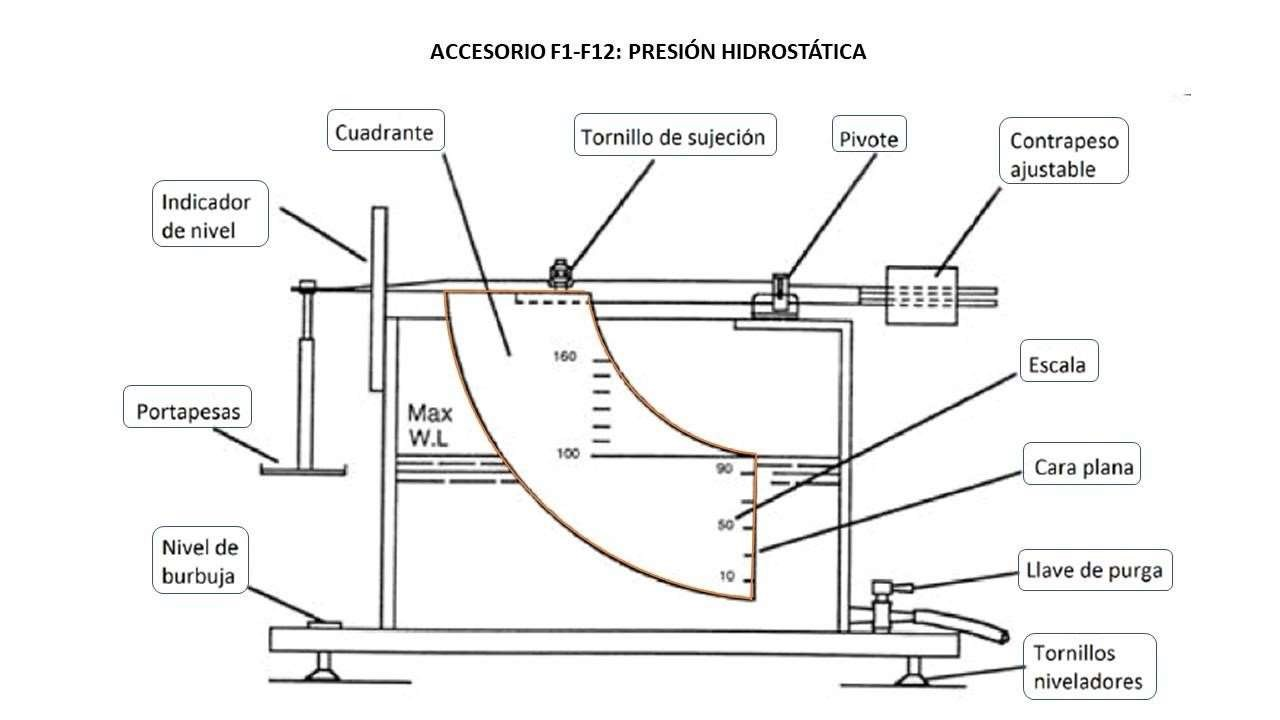 ACCESORIO F1-F12: PRESIÓN HIDROSTÁTICA
Cuadrante
Tornillo de sujeción
Pivote
Contrapeso
ajustable
Indicador
de nivel
160
Escala
Portapesas
Max
W.L
100
90
Cara plana
50
Nivel de
burbuja
10
Llave de purga
Tornillos
niveladores